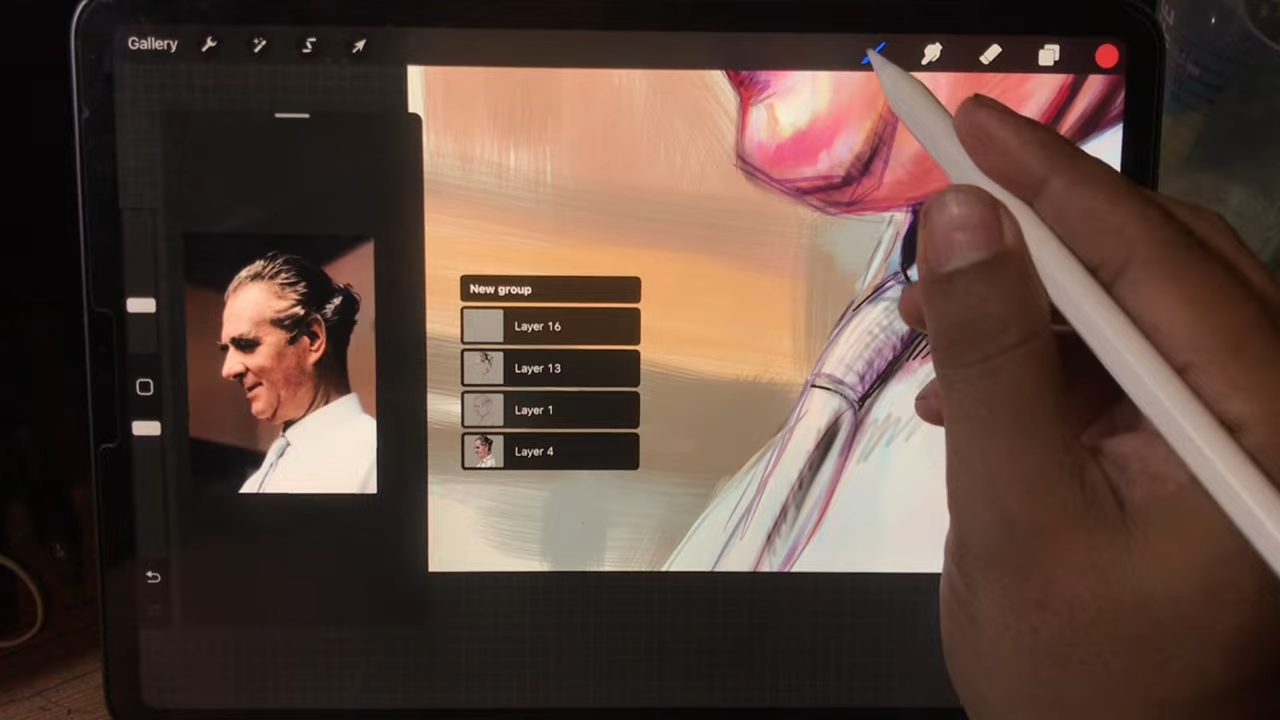 Gallery
New group
Layer 16
Layer 13
Layer 1
Layer 4